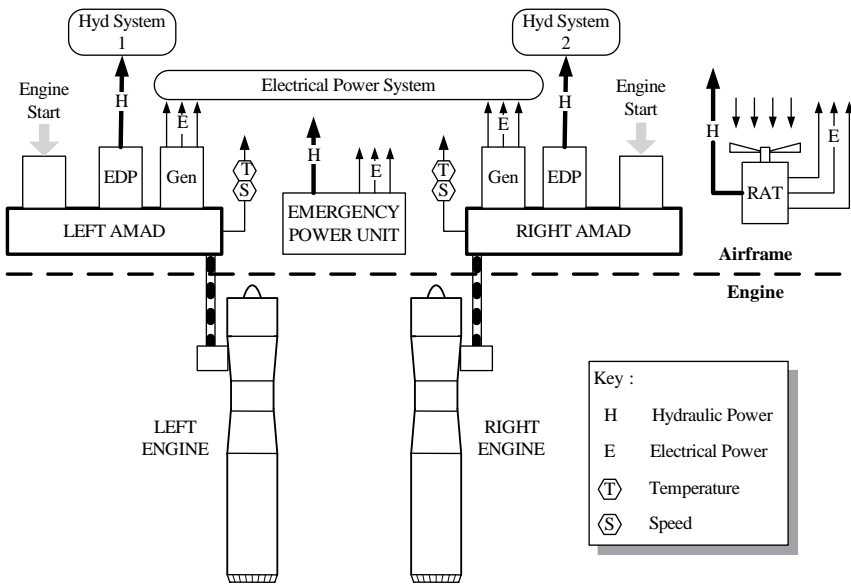 Hyd System
1
Hyd System
2
Engine
Start
H
Electrical Power System
H
Engine
Start
E
H
E
E
H
E
EDP
Gen
T
S
EMERGENCY
POWER UNIT
T
S
Gen
EDP
RAT
LEFT AMAD
RIGHT AMAD
Airframe
Engine
LEFT
ENGINE
RIGHT
ENGINE
Key :
H Hydraulic Power
E Electrical Power
T Temperature
S Speed